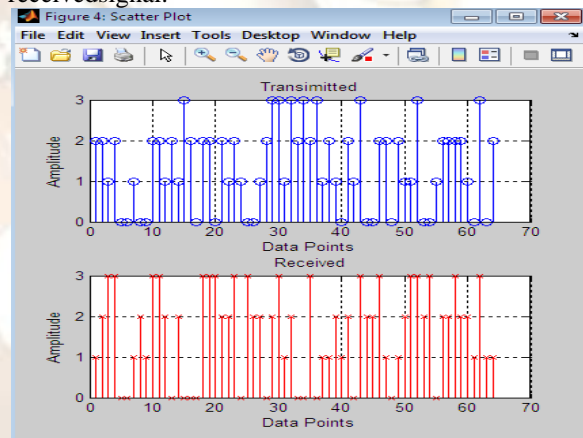 receivedsignal.
Figure 4: Scatter Plot
File Edit View Insert Tools Desktop Window Help
Transimitted
3
2
1
0
Amplitude
0 10 20 30 40 50 60 70
Data Points
Received
3
2
1
0
Amplitude
0 10 20 30 40 50 60 70
Data Points